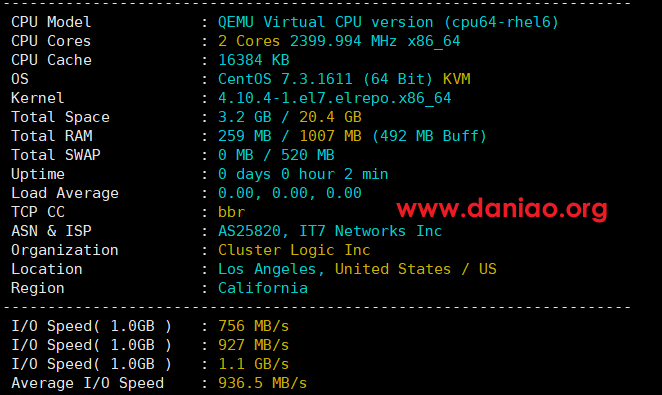 CPU Model : QEMU Virtual CPU version (cpu64-rhel6)
CPU Cores : 2 Cores 2399.994 MHz x86_64
CPU Cache : 16384 KB
OS : CentOS 7.3.1611 (64 Bit) KVM
Kernel : 4.10.4-1.el7.elrepo.x86_64
Total Space : 3.2 GB / 20.4 GB
Total RAM : 259 MB / 1007 MB (492 MB Buff)
Total SWAP : 0 MB / 520 MB
Uptime : 0 days 0 hour 2 min
Load Average : 0.00, 0.00, 0.00
TCP CC : bbr
www.daniao.org
ASN & ISP : AS25820, IT7 Networks Inc
Organization : Cluster Logic Inc
Location : Los Angeles, United States / US
Region : California
I/O Speed( 1.0GB ) : 756 MB/s
I/O Speed( 1.0GB ) : 927 MB/s
I/O Speed( 1.0GB ) : 1.1 GB/s
Average I/O Speed : 936.5 MB/s